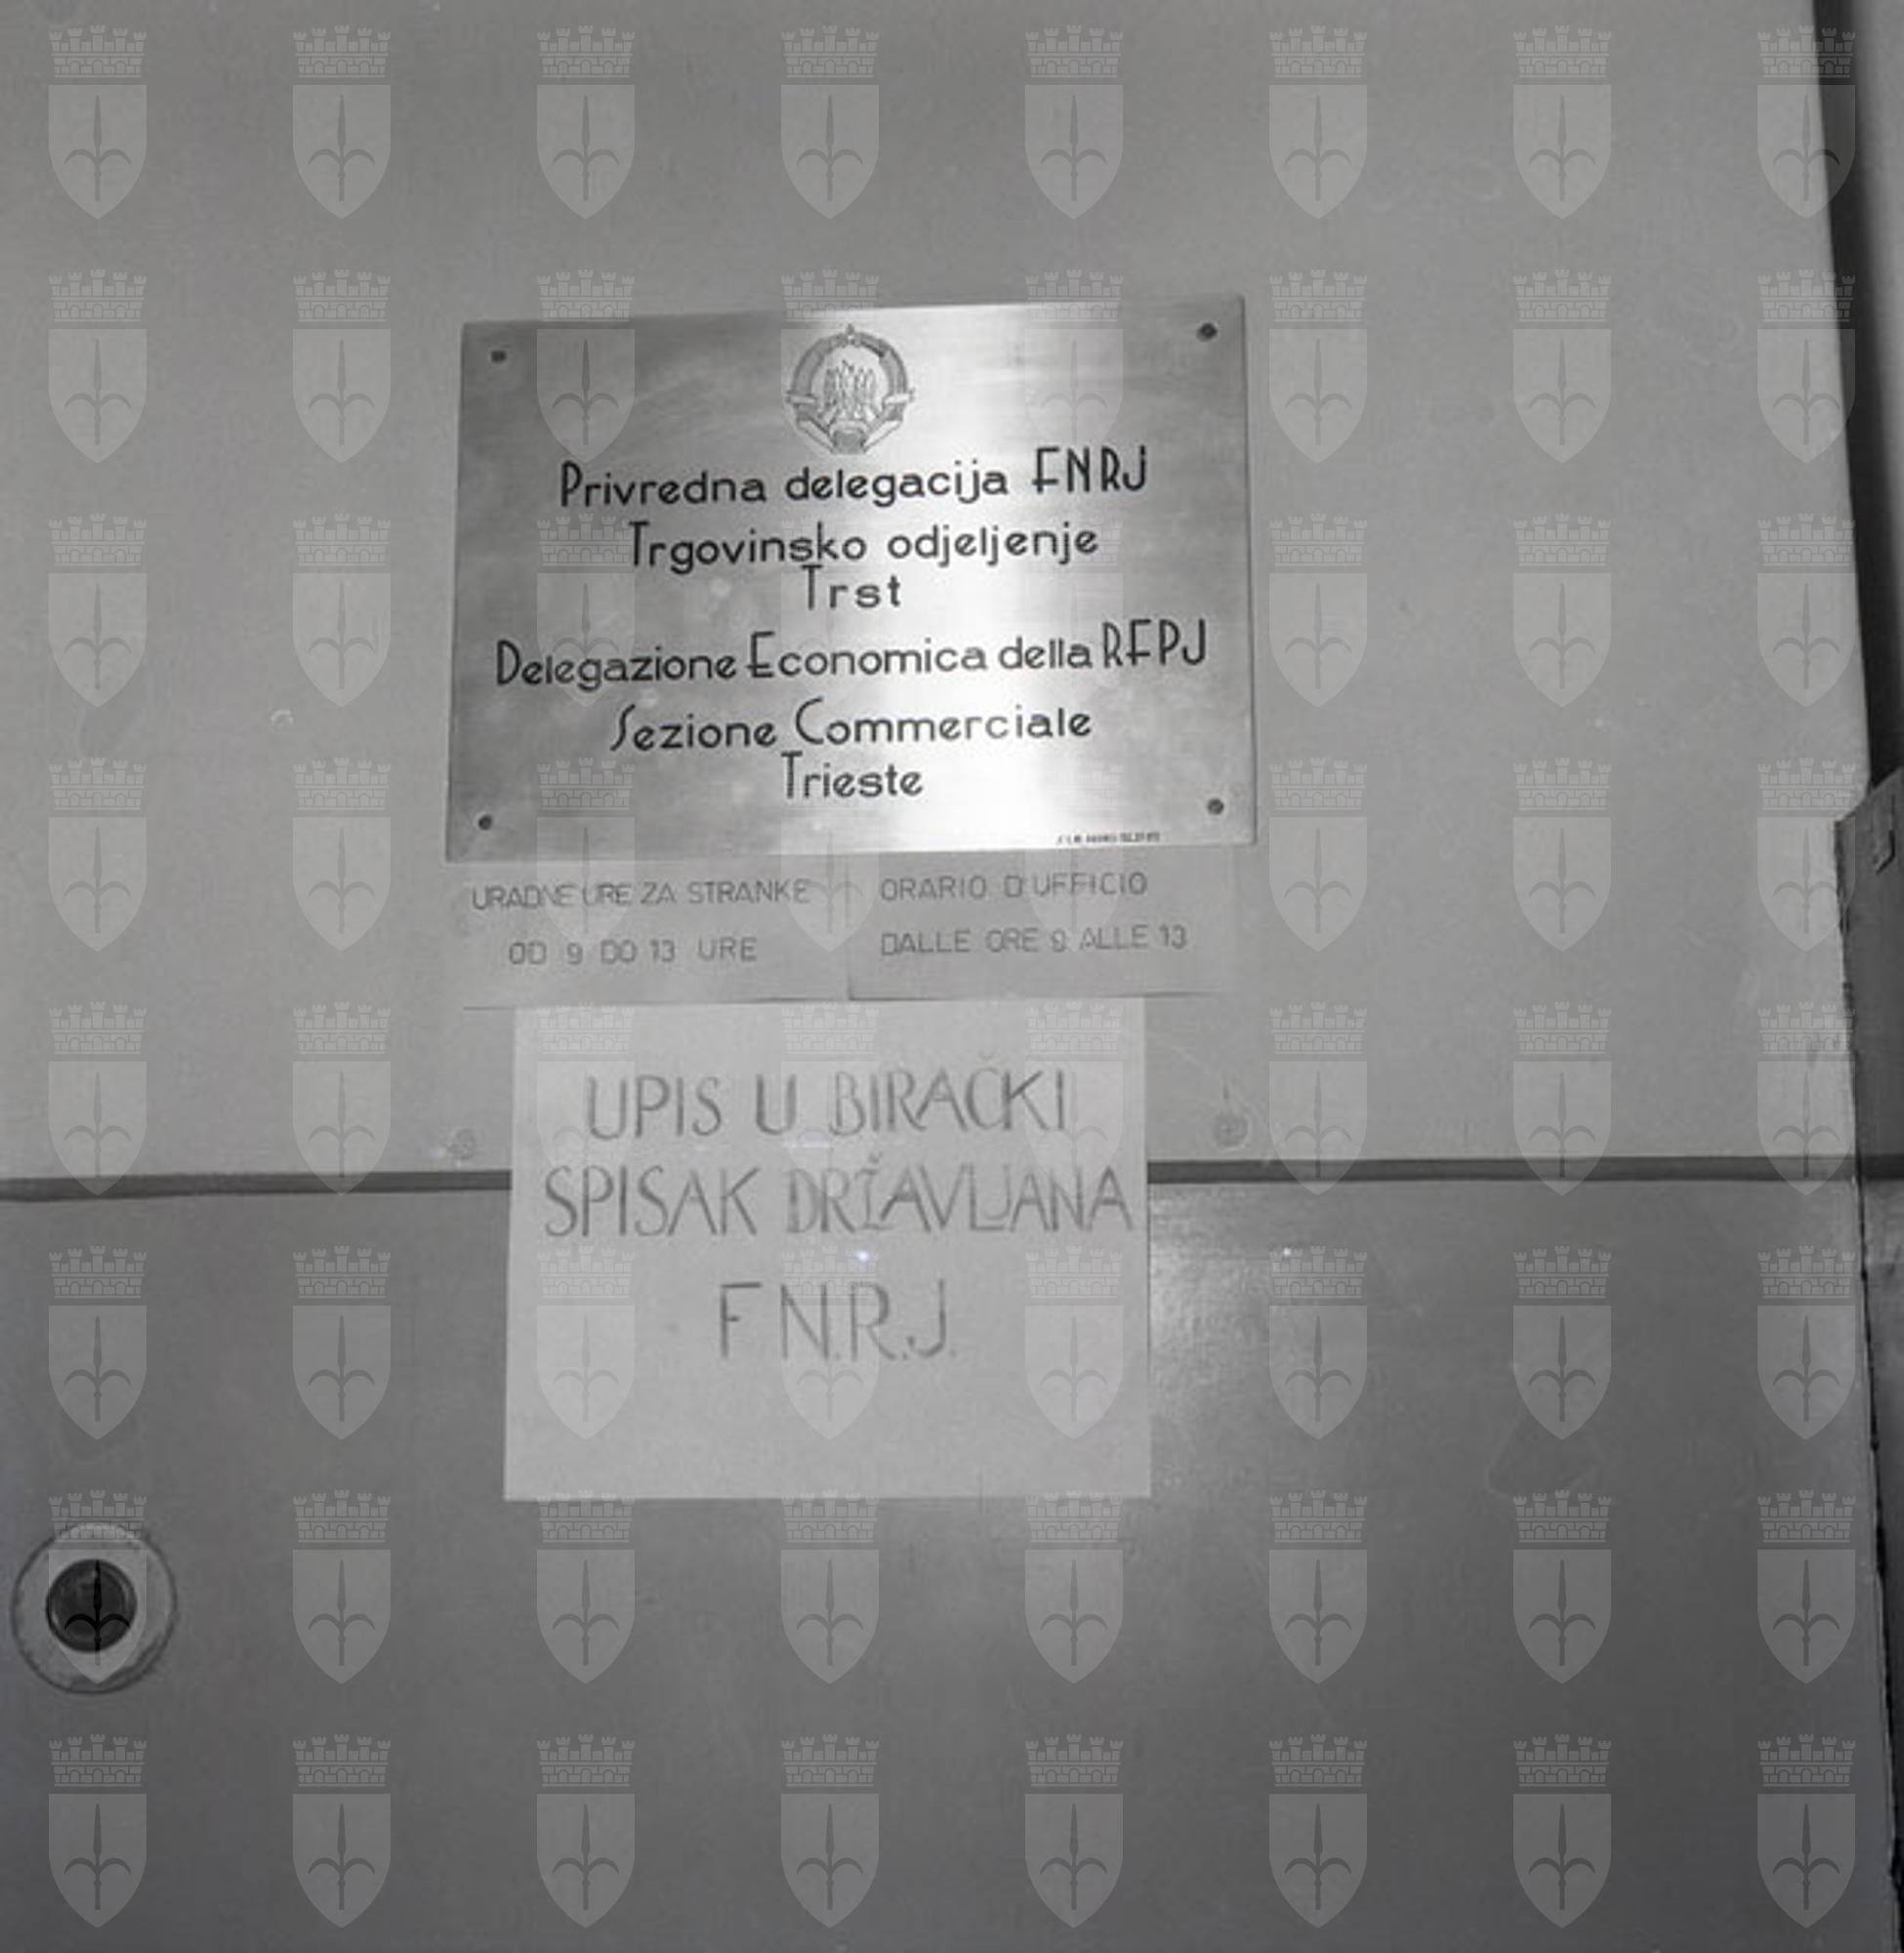 Privredna delegacija FNRJ
Trgovinsko odjeljenje
Trst
Delegazione Economica della RFPJ
Sezione Commerciale
Trieste
URADNE URE ZA STRANKE
OD 9 DO 13 URE
ORARIO D'UFFICIO
DALLE ORE 9 ALLE 13
UPIS U BIRAČKI
SPISAK DRŽAVLJANA
F N.R.J.